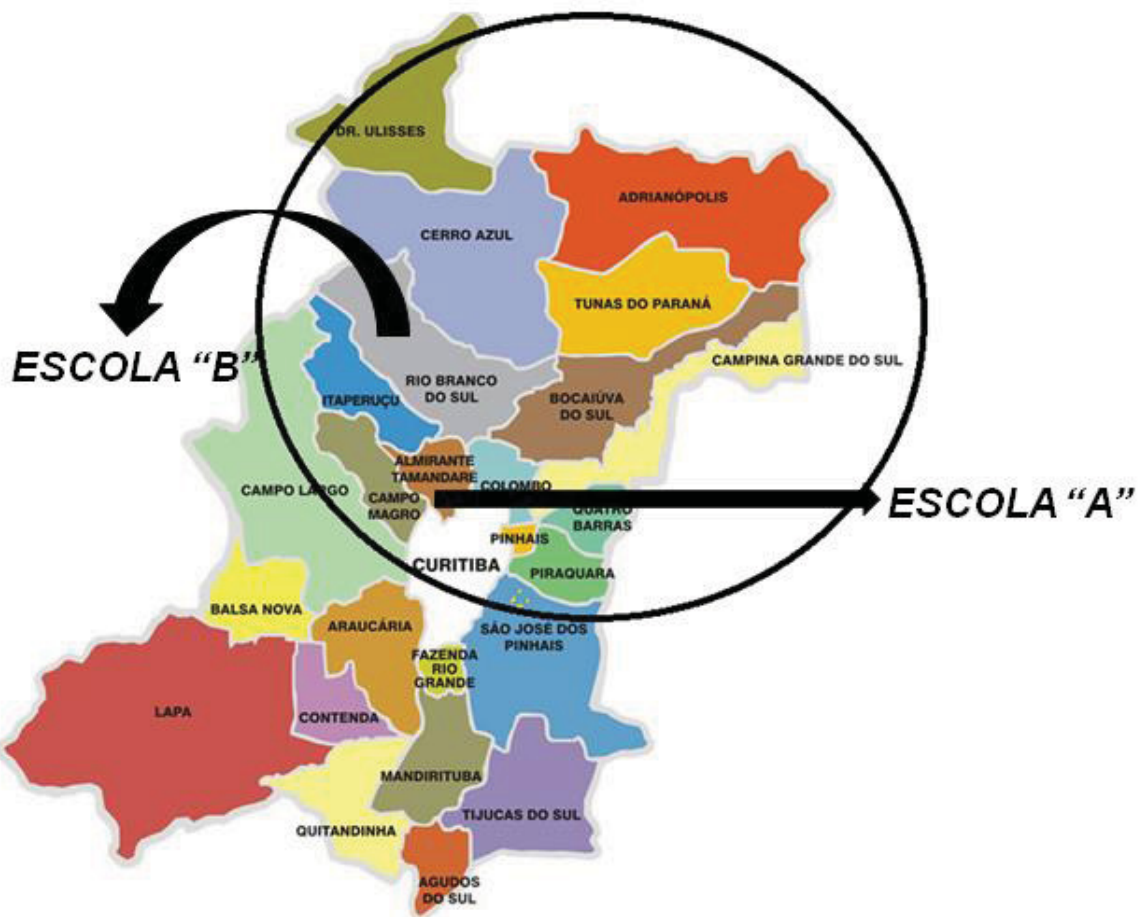 DR. ULISSES
ADRIANÓPOLIS
CERRO AZUL
TUNAS DO PARANÁ
ESCOLA “B”
CAMPINA GRANDE DO SUL
RIO BRANCO
DO SUL
ITAPERUÇU
BOCAIÚVA
DO SUL
ALMIRANTE
TAMANDARE
CAMPO LARGO
COLOMBO
CAMPO
MAGRO
ESCOLA “A”
QUATRO
BARRAS
PINHAIS
CURITIBA
PIRAQUARA
BALSA NOVA
ARAUCÁRIA
SÃO JOSÉ DOS
PINHAIS
FAZENDA
RIO
GRANDE
LAPA
CONTENDA
MANDIRITUBA
TIJUCAS DO SUL
QUITANDINHA
AGUDOS
DO SUL